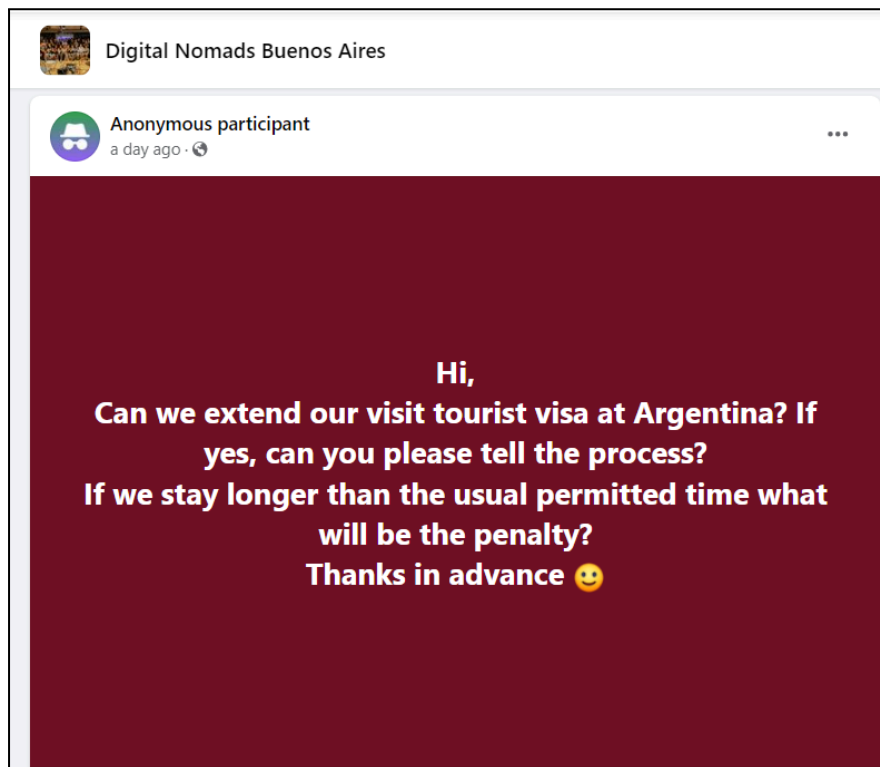 Digital Nomads Buenos Aires
Anonymous participant
a day ago ·
Hi,
Can we extend our visit tourist visa at Argentina? If
yes, can you please tell the process?
If we stay longer than the usual permitted time what
will be the penalty?
Thanks in advance 🙂